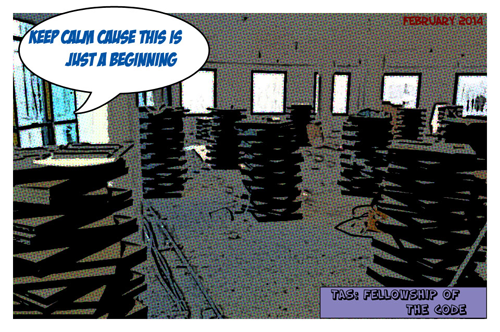 FEBRUARY 2014
KEEP CALM CAUSE THIS IS
JUST A BEGINNING
TAS: FELLOWSHIP OF
THE CODE